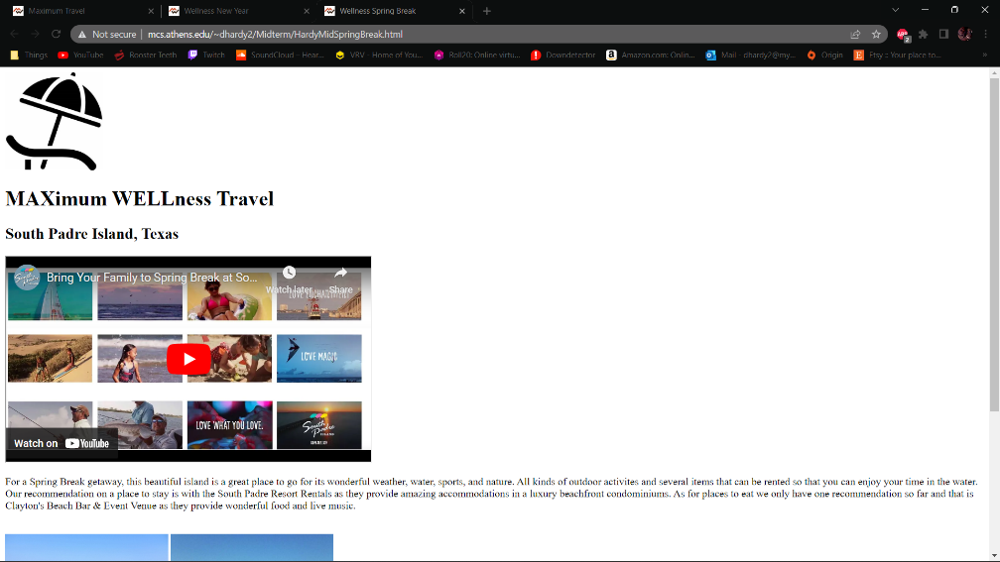 Maximum Travel
Wellness New Year
Wellness Spring Break
Not secure
mcs.athens.edu/~dhardy2/Midterm/HardyMidSpringBreak.html
2
Things
YouTube
Booster Teeth
Twitch
SoundCloud – Hear...
VRV - Home of You...
Roll20: Online virtu...
Downdetector
Amazon.com: Onlin...
Mail - dhardy2@my...
Origin
Etsy :: Your place to...
MAXimum WELLness Travel
South Padre Island, Texas
Bring Your Family to Spring Break at So...
Watch later
Share
LOVE MAGIC
LOVE WHAT YOU LOVE.
South Padre
ISLAND
Watch on YouTube
For a Spring Break getaway, this beautiful island is a great place to go for its wonderful weather, water, sports, and nature. All kinds of outdoor activites and several items that can be rented so that you can enjoy your time in the water.
Our recommendation on a place to stay is with the South Padre Resort Rentals as they provide amazing accommodations in a luxury beachfront condominiums. As for places to eat we only have one recommendation so far and that is
Clayton's Beach Bar & Event Venue as they provide wonderful food and live music.